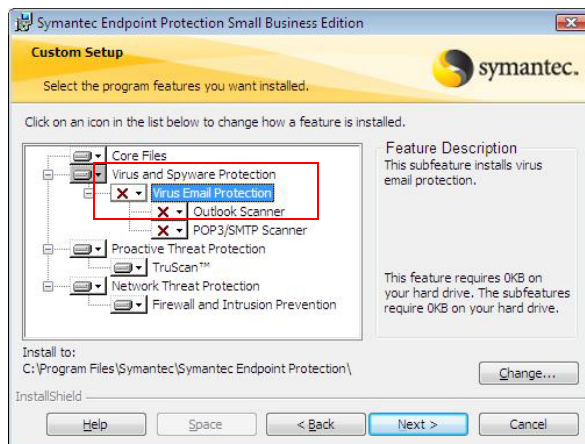 Symantec Endpoint Protection Small Business Edition
Custom Setup
Select the program features you want installed.
symantec.
Click on an icon in the list below to change how a feature is installed.
Core Files
Virus and Spyware Protection
Virus Email Protection
Outlook Scanner
POP3/SMTP Scanner
Proactive Threat Protection
TruScan™
Network Threat Protection
Firewall and Intrusion Prevention
Feature Description
This subfeature installs virus
email protection.
This feature requires 0KB on
your hard drive. The subfeatures
require 0KB on your hard drive.
Install to:
C:\Program Files\Symantec\Symantec Endpoint Protection\
Change...
InstallShield
Help
Space
< Back
Next >
Cancel